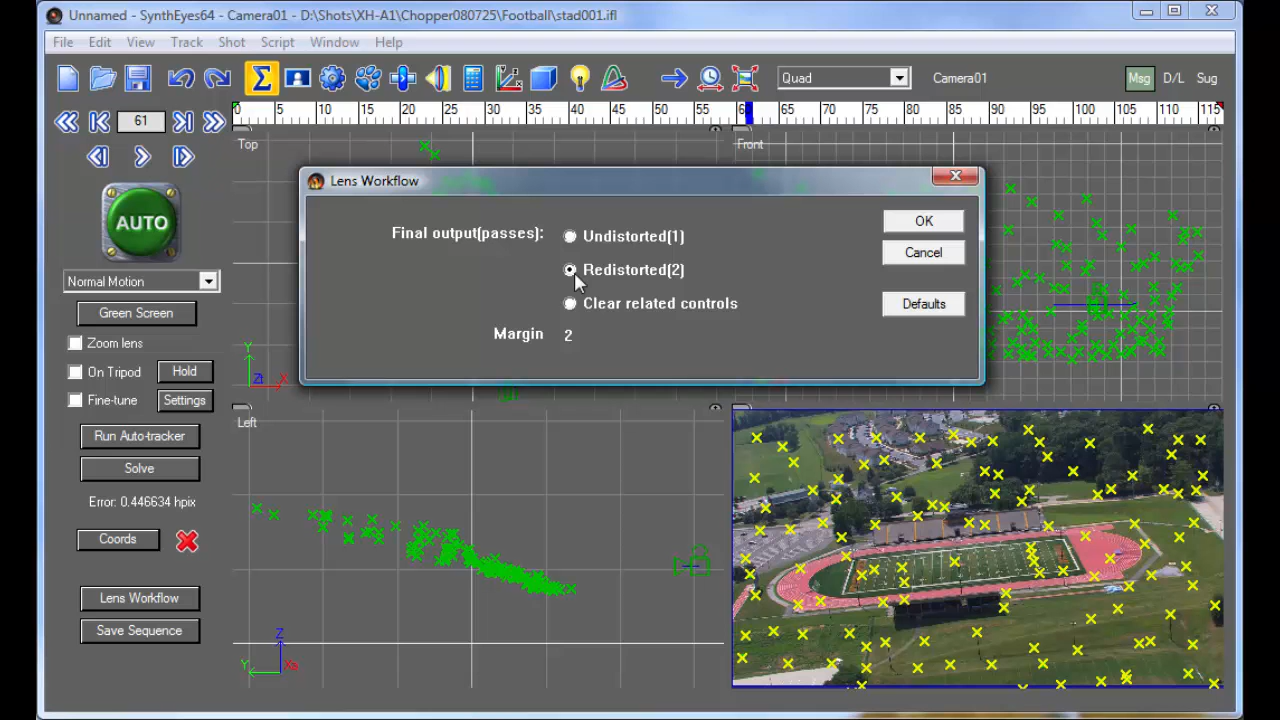 Unnamed - SynthEyes64 - Camera01 - D:\Shots\XH-A1\Chopper080725\Football\stad001.ifl
File Edit View Track Shot Script Window Help
Quad Camera01 Msg D/L Sug
61 0 5 10 15 20 25 30 35 40 45 50 55 65 70 75 80 85 90 95 100 105 110 115
Top Front
Lens Workflow
AUTO
Final output(passes): Undistorted(1) OK
Cancel
Redistorted(2)
Normal Motion
Clear related controls Defaults
Green Screen
Margin 2
Zoom lens
On Tripod Hold
Y
Z X
Fine-tune Settings
Left
Run Auto-tracker
Solve
Error: 0.446634 hpix
Coords
Lens Workflow
Save Sequence
Z
Y